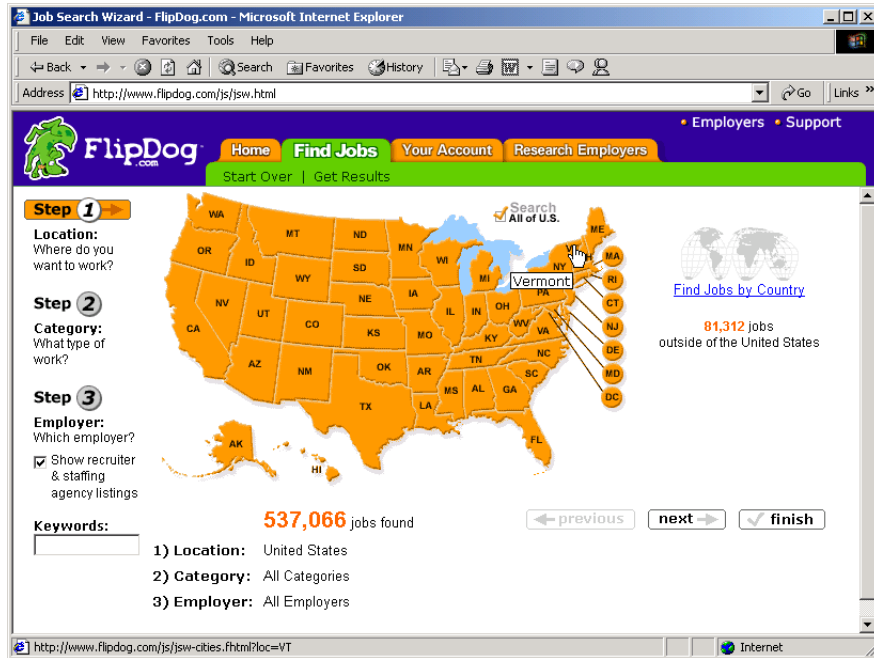 Job Search Wizard - FlipDog.com - Microsoft Internet Explorer
File Edit View Favorites Tools Help
Back Search Favorites History
Address http://www.flipdog.com/js/jsw.html Go Links »
• Employers • Support
FlipDog.com Home Find Jobs Your Account Research Employers
Start Over | Get Results
Step 1
Location:
Where do you
want to work?
Step 2
Category:
What type of
work?
Step 3
Employer:
Which employer?
Show recruiter
& staffing
agency listings
Keywords:
Search
All of U.S.
WA
MT
ND
MN
ME
OR
ID
WY
SD
WI
MI
NY
MA
RI
CT
NJ
DE
MD
DC
Vermont
NV
UT
NE
IA
IL
IN
OH
PA
CA
CO
KS
MO
KY
WV
VA
AZ
NM
OK
AR
TN
NC
SC
TX
LA
MS
AL
GA
FL
AK
HI
Find Jobs by Country
81,312 jobs
outside of the United States
537,066 jobs found
previous next finish
1) Location: United States
2) Category: All Categories
3) Employer: All Employers
http://www.flipdog.com/js/jsw-cities.fhtml?loc=VT Internet